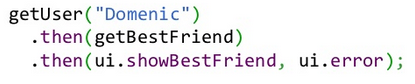 getUser("Domenic")
  .then(getBestFriend)
  .then(ui.showBestFriend, ui.error);